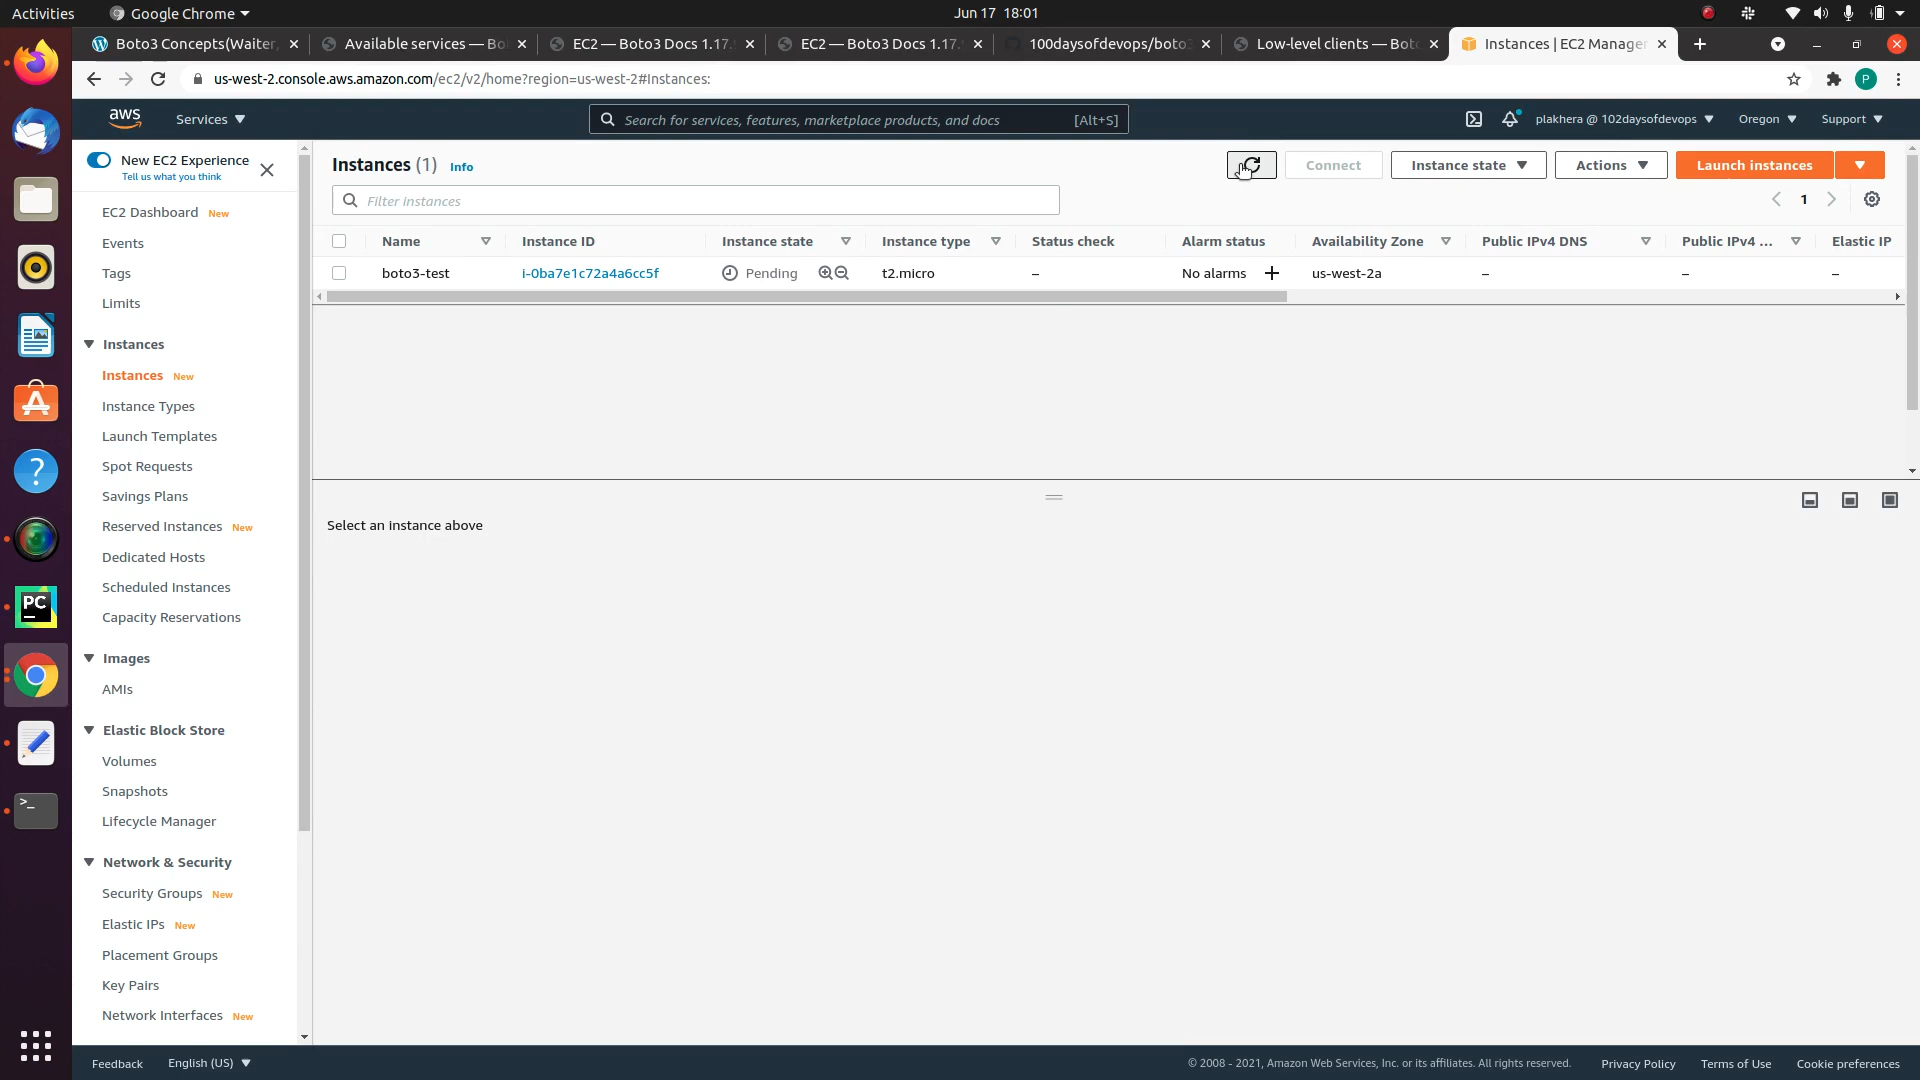 Activities
Google Chrome
Jun 17 18:01
Boto3 Concepts(Waiter,
Available services — Bo
EC2 — Boto3 Docs 1.17.
EC2 — Boto3 Docs 1.17.
100daysofdevops/boto3
Low-level clients — Boto
Instances | EC2 Manager
us-west-2.console.aws.amazon.com/ec2/v2/home?region=us-west-2#Instances:
P
aws
Services
Search for services, features, marketplace products, and docs
[Alt+S]
plakhera @ 102daysofdevops
Oregon
Support
New EC2 Experience
Tell us what you think
Instances (1) Info
Connect
Instance state
Actions
Launch instances
Filter instances
1
Name
Instance ID
Instance state
Instance type
Status check
Alarm status
Availability Zone
Public IPv4 DNS
Public IPv4 ...
Elastic IP
boto3-test
i-0ba7e1c72a4a6cc5f
Pending
t2.micro
–
No alarms
us-west-2a
–
–
–
Select an instance above
EC2 Dashboard New
Events
Tags
Limits
Instances
Instances New
Instance Types
Launch Templates
Spot Requests
Savings Plans
Reserved Instances New
Dedicated Hosts
Scheduled Instances
Capacity Reservations
Images
AMIs
Elastic Block Store
Volumes
Snapshots
Lifecycle Manager
Network & Security
Security Groups New
Elastic IPs New
Placement Groups
Key Pairs
Network Interfaces New
PC
Feedback
English (US)
© 2008 - 2021, Amazon Web Services, Inc. or its affiliates. All rights reserved.
Privacy Policy
Terms of Use
Cookie preferences